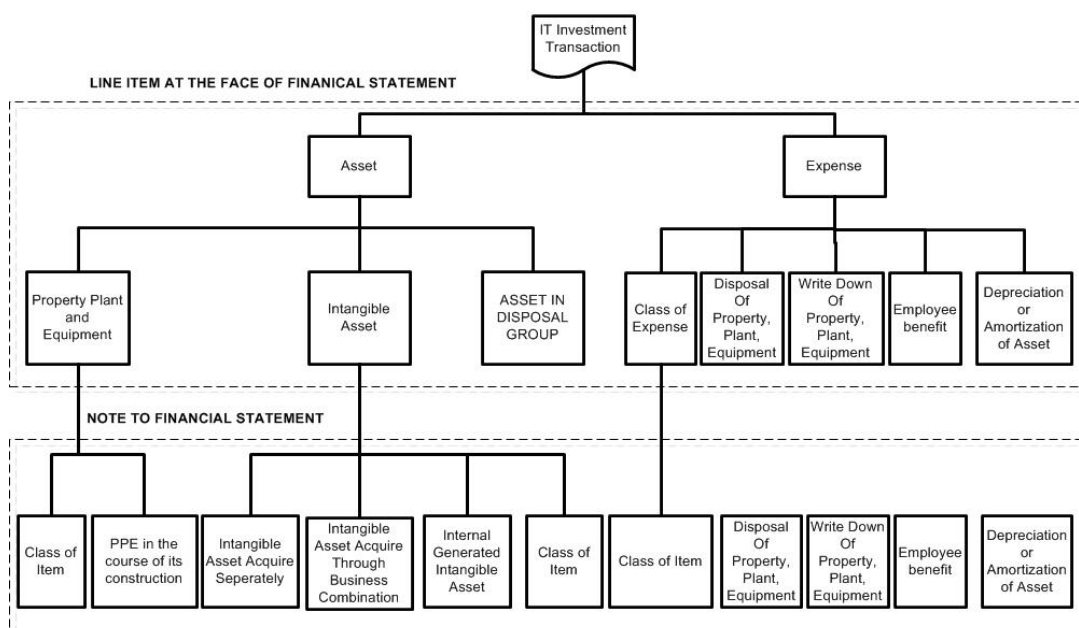 IT Investment
Transaction
LINE ITEM AT THE FACE OF FINANICAL STATEMENT
Asset
Expense
Property Plant
and
Equipment
Intangible
Asset
ASSET IN
DISPOSAL
GROUP
Class of
Expense
Disposal
Of
Property,
Plant,
Equipment
Write Down
Of
Property,
Plant,
Equipment
Employee
benefit
Depreciation
or
Amortization
of Asset
NOTE TO FINANCIAL STATEMENT
Class of
Item
PPE in the
course of its
construction
Intangible
Asset Acquire
Seperately
Intangible
Asset Acquire
Through
Business
Combination
Internal
Generated
Intangible
Asset
Class of
Item
Class of Item
Disposal
Of
Property,
Plant,
Equipment
Write Down
Of
Property,
Plant,
Equipment
Employee
benefit
Depreciation
or
Amortization
of Asset